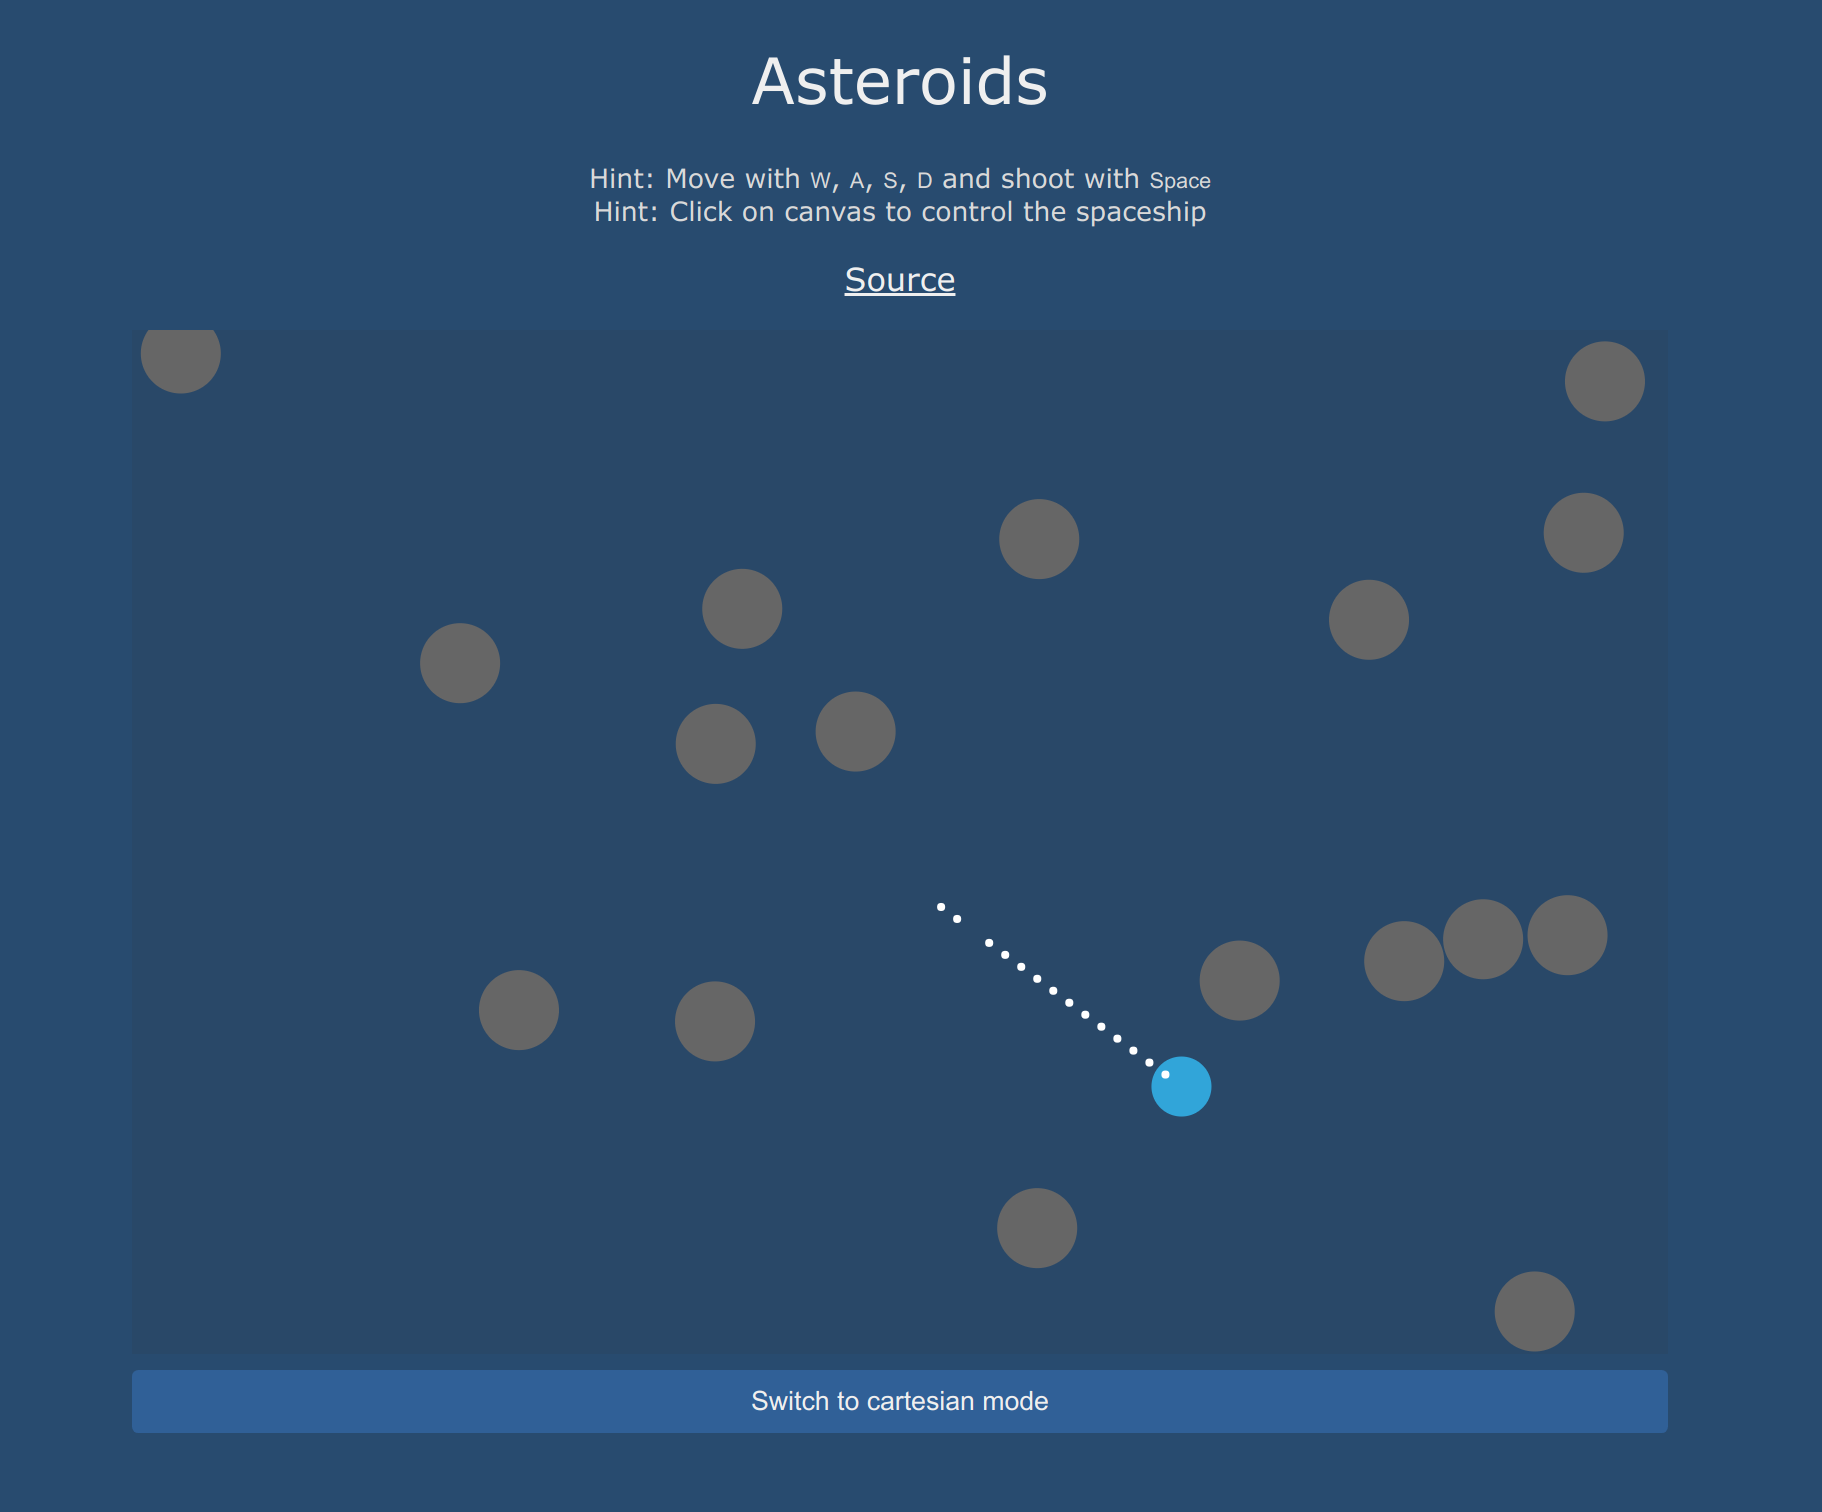 Asteroids
Hint: Move with W, A, S, D and shoot with Space
Hint: Click on canvas to control the spaceship
Source
Switch to cartesian mode